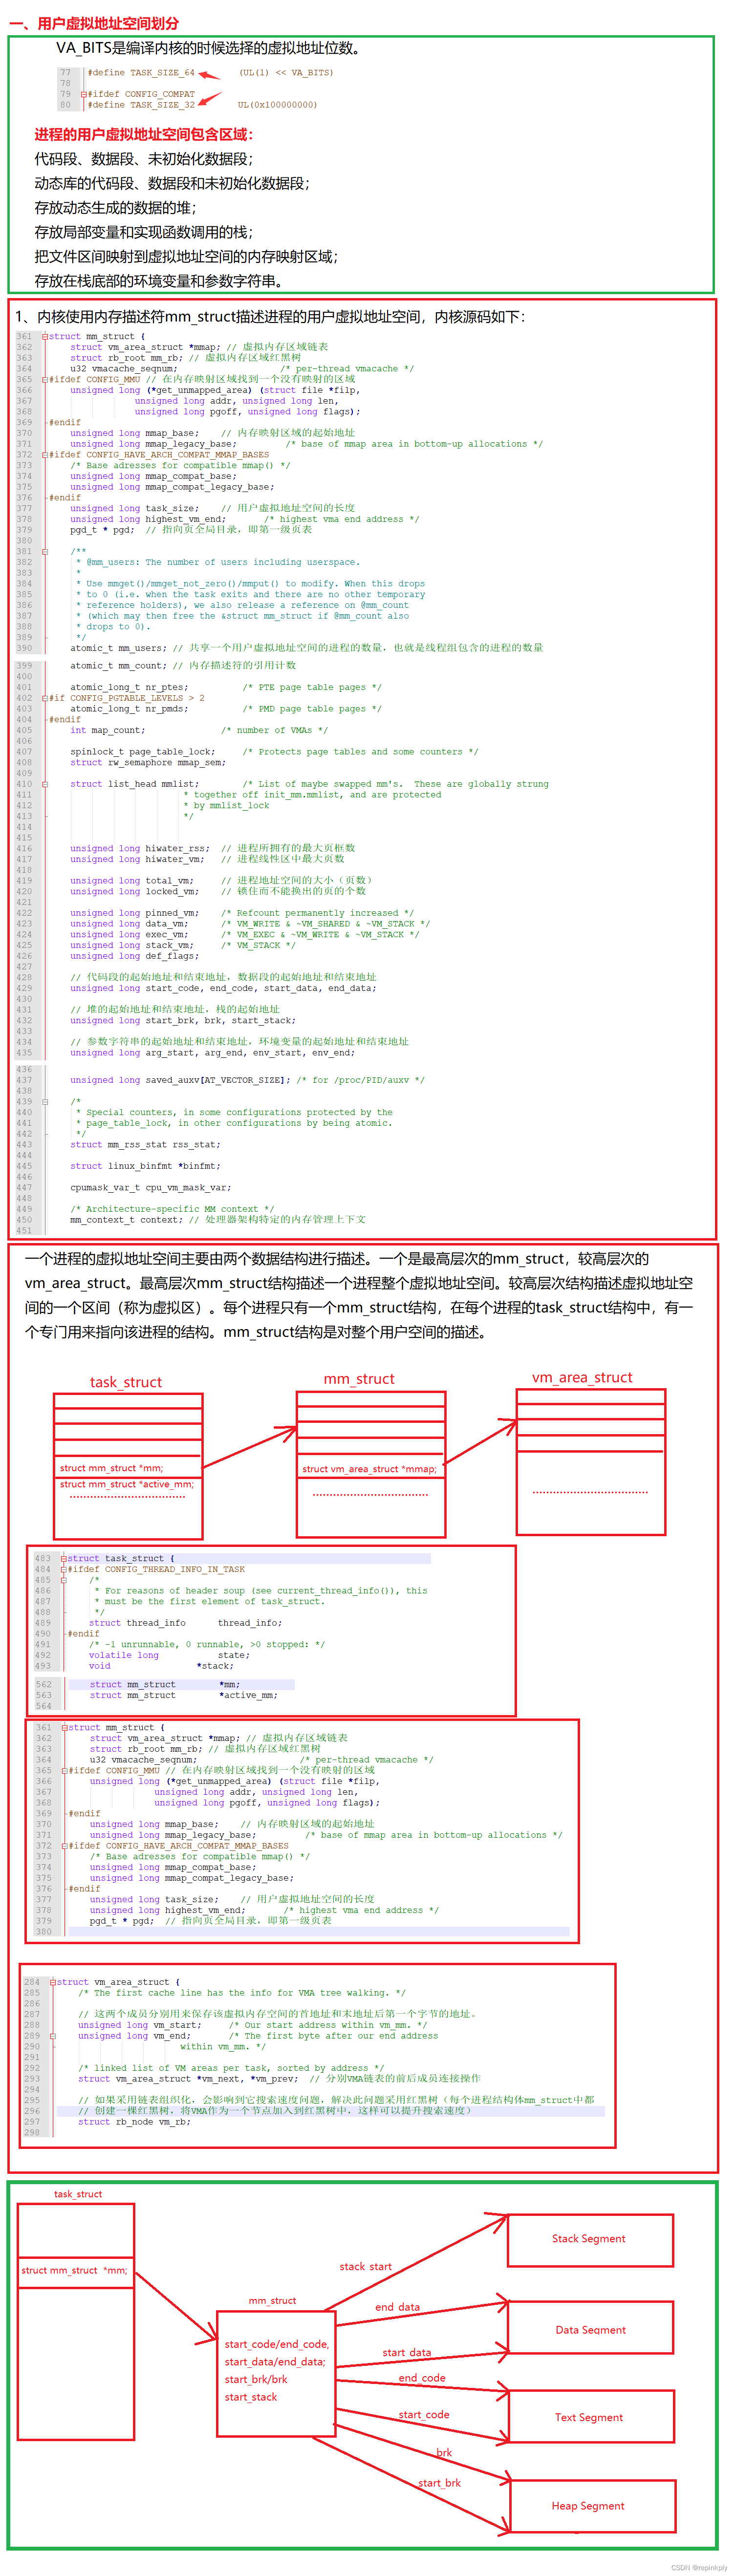 一、用户虚拟地址空间划分
VA_BITS是编译内核的时候选择的虚拟地址位数。
77 #define TASK_SIZE_64 (UL(1) << VA_BITS)
78
79 #ifdef CONFIG_COMPAT
80 #define TASK_SIZE_32 UL(0x100000000)
进程的用户虚拟地址空间包含区域：
代码段、数据段、未初始化数据段；
动态库的代码段、数据段和未初始化数据段；
存放动态生成的数据的堆；
存放局部变量和实现函数调用的栈；
把文件区间映射到虚拟地址空间的内存映射区域；
存放在栈底部的环境变量和参数字符串。
1、内核使用内存描述符mm_struct描述进程的用户虚拟地址空间，内核源码如下：
361 struct mm_struct {
362 struct vm_area_struct *mmap; // 虚拟内存区域链表
363 struct rb_root mm_rb; // 虚拟内存区域红黑树
364 u32 vmacache_seqnum; /* per-thread vmacache */
365 #ifdef CONFIG_MMU // 在内存映射区域找到一个没有映射的区域
366 unsigned long (*get_unmapped_area) (struct file *filp,
367 unsigned long addr, unsigned long len,
368 unsigned long pgoff, unsigned long flags);
369 #endif
370 unsigned long mmap_base; // 内存映射区域的起始地址
371 unsigned long mmap_legacy_base; /* base of mmap area in bottom-up allocations */
372 #ifdef CONFIG_HAVE_ARCH_COMPAT_MMAP_BASES
373 /* Base adresses for compatible mmap() */
374 unsigned long mmap_compat_base;
375 unsigned long mmap_compat_legacy_base;
376 #endif
377 unsigned long task_size; // 用户虚拟地址空间的长度
378 unsigned long highest_vm_end; /* highest vma end address */
379 pgd_t * pgd; // 指向页全局目录，即第一级页表
380
381 /**
382 * @mm_users: The number of users including userspace.
383 *
384 * Use mmget()/mmget_not_zero()/mmput() to modify. When this drops
385 * to 0 (i.e. when the task exits and there are no other temporary
386 * reference holders), we also release a reference on @mm_count
387 * (which may then free the &struct mm_struct if @mm_count also
388 * drops to 0).
389 */
390 atomic_t mm_users; // 共享一个用户虚拟地址空间的进程的数量，也就是线程组包含的进程的数量
399 atomic_t mm_count; // 内存描述符的引用计数
400
401 atomic_long_t nr_ptes; /* PTE page table pages */
402 #if CONFIG_PGTABLE_LEVELS > 2
403 atomic_long_t nr_pmds; /* PMD page table pages */
404 #endif
405 int map_count; /* number of VMAs */
406
407 spinlock_t page_table_lock; /* Protects page tables and some counters */
408 struct rw_semaphore mmap_sem;
409
410 struct list_head mmlist; /* List of maybe swapped mm's. These are globally strung
411 * together off init_mm.mmlist, and are protected
412 * by mmlist_lock
413 */
414
415
416 unsigned long hiwater_rss; // 进程所拥有的最大页框数
417 unsigned long hiwater_vm; // 进程线性区中最大页数
418
419 unsigned long total_vm; // 进程地址空间的大小（页数）
420 unsigned long locked_vm; // 锁住而不能换出的页的个数
421
422 unsigned long pinned_vm; /* Refcount permanently increased */
423 unsigned long data_vm; /* VM_WRITE & ~VM_SHARED & ~VM_STACK */
424 unsigned long exec_vm; /* VM_EXEC & ~VM_WRITE & ~VM_STACK */
425 unsigned long stack_vm; /* VM_STACK */
426 unsigned long def_flags;
427
428 // 代码段的起始地址和结束地址，数据段的起始地址和结束地址
429 unsigned long start_code, end_code, start_data, end_data;
430
431 // 堆的起始地址和结束地址，栈的起始地址
432 unsigned long start_brk, brk, start_stack;
433
434 // 参数字符串的起始地址和结束地址，环境变量的起始地址和结束地址
435 unsigned long arg_start, arg_end, env_start, env_end;
436
437 unsigned long saved_auxv[AT_VECTOR_SIZE]; /* for /proc/PID/auxv */
438
439 /*
440 * Special counters, in some configurations protected by the
441 * page_table_lock, in other configurations by being atomic.
442 */
443 struct mm_rss_stat rss_stat;
444
445 struct linux_binfmt *binfmt;
446
447 cpumask_var_t cpu_vm_mask_var;
448
449 /* Architecture-specific MM context */
450 mm_context_t context; // 处理器架构特定的内存管理上下文
451
一个进程的虚拟地址空间主要由两个数据结构进行描述。一个是最高层次的mm_struct，较高层次的
vm_area_struct。最高层次mm_struct结构描述一个进程整个虚拟地址空间。较高层次结构描述虚拟地址空
间的一个区间（称为虚拟区）。每个进程只有一个mm_struct结构，在每个进程的task_struct结构中，有一
个专门用来指向该进程的结构。mm_struct结构是对整个用户空间的描述。
task_struct
mm_struct
vm_area_struct
struct mm_struct *mm;
struct mm_struct *active_mm;
struct vm_area_struct *mmap;
483 struct task_struct {
484 #ifdef CONFIG_THREAD_INFO_IN_TASK
485 /*
486 * For reasons of header soup (see current_thread_info()), this
487 * must be the first element of task_struct.
488 */
489 struct thread_info thread_info;
490 #endif
491 /* -1 unrunnable, 0 runnable, >0 stopped: */
492 volatile long state;
493 void *stack;
562 struct mm_struct *mm;
563 struct mm_struct *active_mm;
564
361 struct mm_struct {
362 struct vm_area_struct *mmap; // 虚拟内存区域链表
363 struct rb_root mm_rb; // 虚拟内存区域红黑树
364 u32 vmacache_seqnum; /* per-thread vmacache */
365 #ifdef CONFIG_MMU // 在内存映射区域找到一个没有映射的区域
366 unsigned long (*get_unmapped_area) (struct file *filp,
367 unsigned long addr, unsigned long len,
368 unsigned long pgoff, unsigned long flags);
369 #endif
370 unsigned long mmap_base; // 内存映射区域的起始地址
371 unsigned long mmap_legacy_base; /* base of mmap area in bottom-up allocations */
372 #ifdef CONFIG_HAVE_ARCH_COMPAT_MMAP_BASES
373 /* Base adresses for compatible mmap() */
374 unsigned long mmap_compat_base;
375 unsigned long mmap_compat_legacy_base;
376 #endif
377 unsigned long task_size; // 用户虚拟地址空间的长度
378 unsigned long highest_vm_end; /* highest vma end address */
379 pgd_t * pgd; // 指向页全局目录，即第一级页表
380
284 struct vm_area_struct {
285 /* The first cache line has the info for VMA tree walking. */
286
287 // 这两个成员分别用来保存该虚拟内存空间的首地址和末地址后第一个字节的地址。
288 unsigned long vm_start; /* Our start address within vm_mm. */
289 unsigned long vm_end; /* The first byte after our end address
290 within vm_mm. */
291
292 /* linked list of VM areas per task, sorted by address */
293 struct vm_area_struct *vm_next, *vm_prev; // 分别VMA链表的前后成员连接操作
294
295 // 如果采用链表组织化，会影响到它搜索速度问题，解决此问题采用红黑树（每个进程结构体mm_struct中都
296 // 创建一棵红黑树，将VMA作为一个节点加入到红黑树中，这样可以提升搜索速度）
297 struct rb_node vm_rb;
298
task_struct
struct mm_struct *mm;
mm_struct
start_code/end_code,
start_data/end_data;
start_brk/brk
start_stack
stack start
end data
start data
end_code
start_code
brk
start_brk
Stack Segment
Data Segment
Text Segment
Heap Segment
CSDN @repinkply